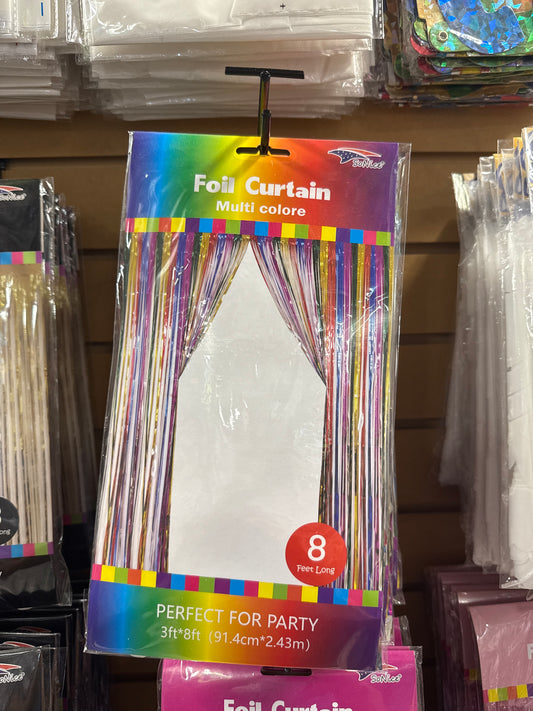 SoNice
Foil Curtain
Multi colore
8
Feet Long
PERFECT FOR PARTY
3ft*8ft（91.4cm*2.43m）
SoNice
Foil Curtain